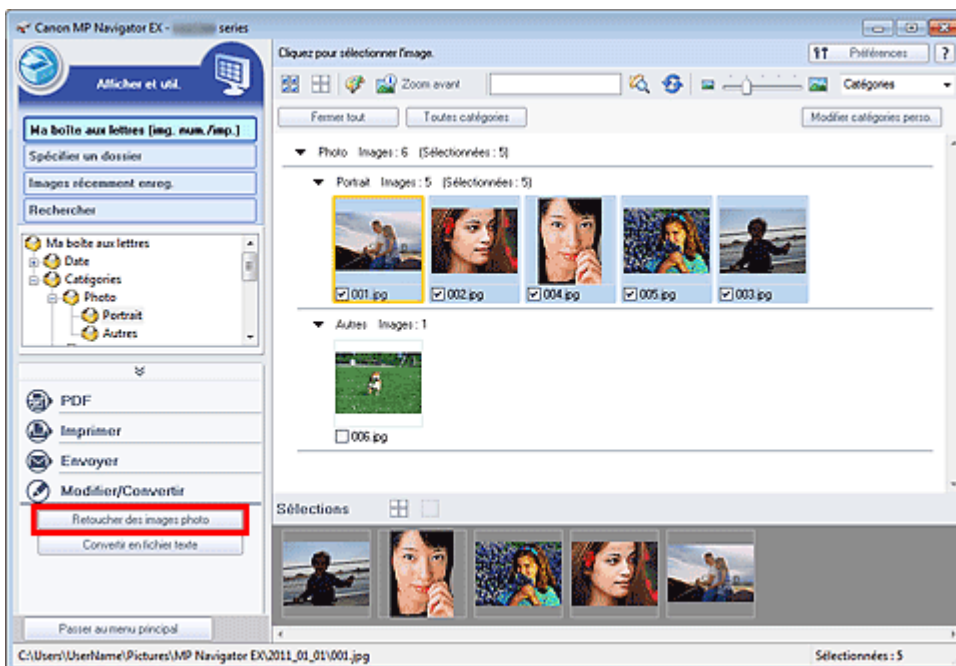 Canon MP Navigator EX - series
Afficher et util.
Ma boîte aux lettres [img. num./imp.]
Spécifier un dossier
Images récemment enreg.
Rechercher
Ma boîte aux lettres
Date
Catégories
Photo
Portrait
Autres
PDF
Imprimer
Envoyer
Modifier/Convertir
Retoucher des images photo
Convertir en fichier texte
Passer au menu principal
Cliquez pour sélectionner l'image.
Préférences
?
Zoom avant
Catégories
Fermer tout
Toutes catégories
Modifier catégories perso.
Photo Images : 6 (Sélectionnées : 5)
Portrait Images : 5 (Sélectionnées : 5)
001.jpg 002.jpg 004.jpg 005.jpg 003.jpg
Autres Images : 1
006.jpg
Sélections
C:\Users\UserName\Pictures\MP Navigator EX\2011_01_01\001.jpg
Sélectionnées : 5